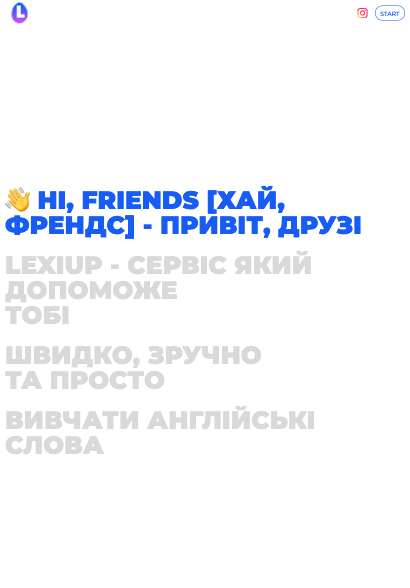 L
START
👋 HI, FRIENDS [ХАЙ,
ФРЕНДС] - ПРИВІТ, ДРУЗІ
LEXIUP - СЕРВІС ЯКИЙ
ДОПОМОЖЕ
ТОБІ
ШВИДКО, ЗРУЧНО
ТА ПРОСТО
ВИВЧАТИ АНГЛІЙСЬКІ
СЛОВА